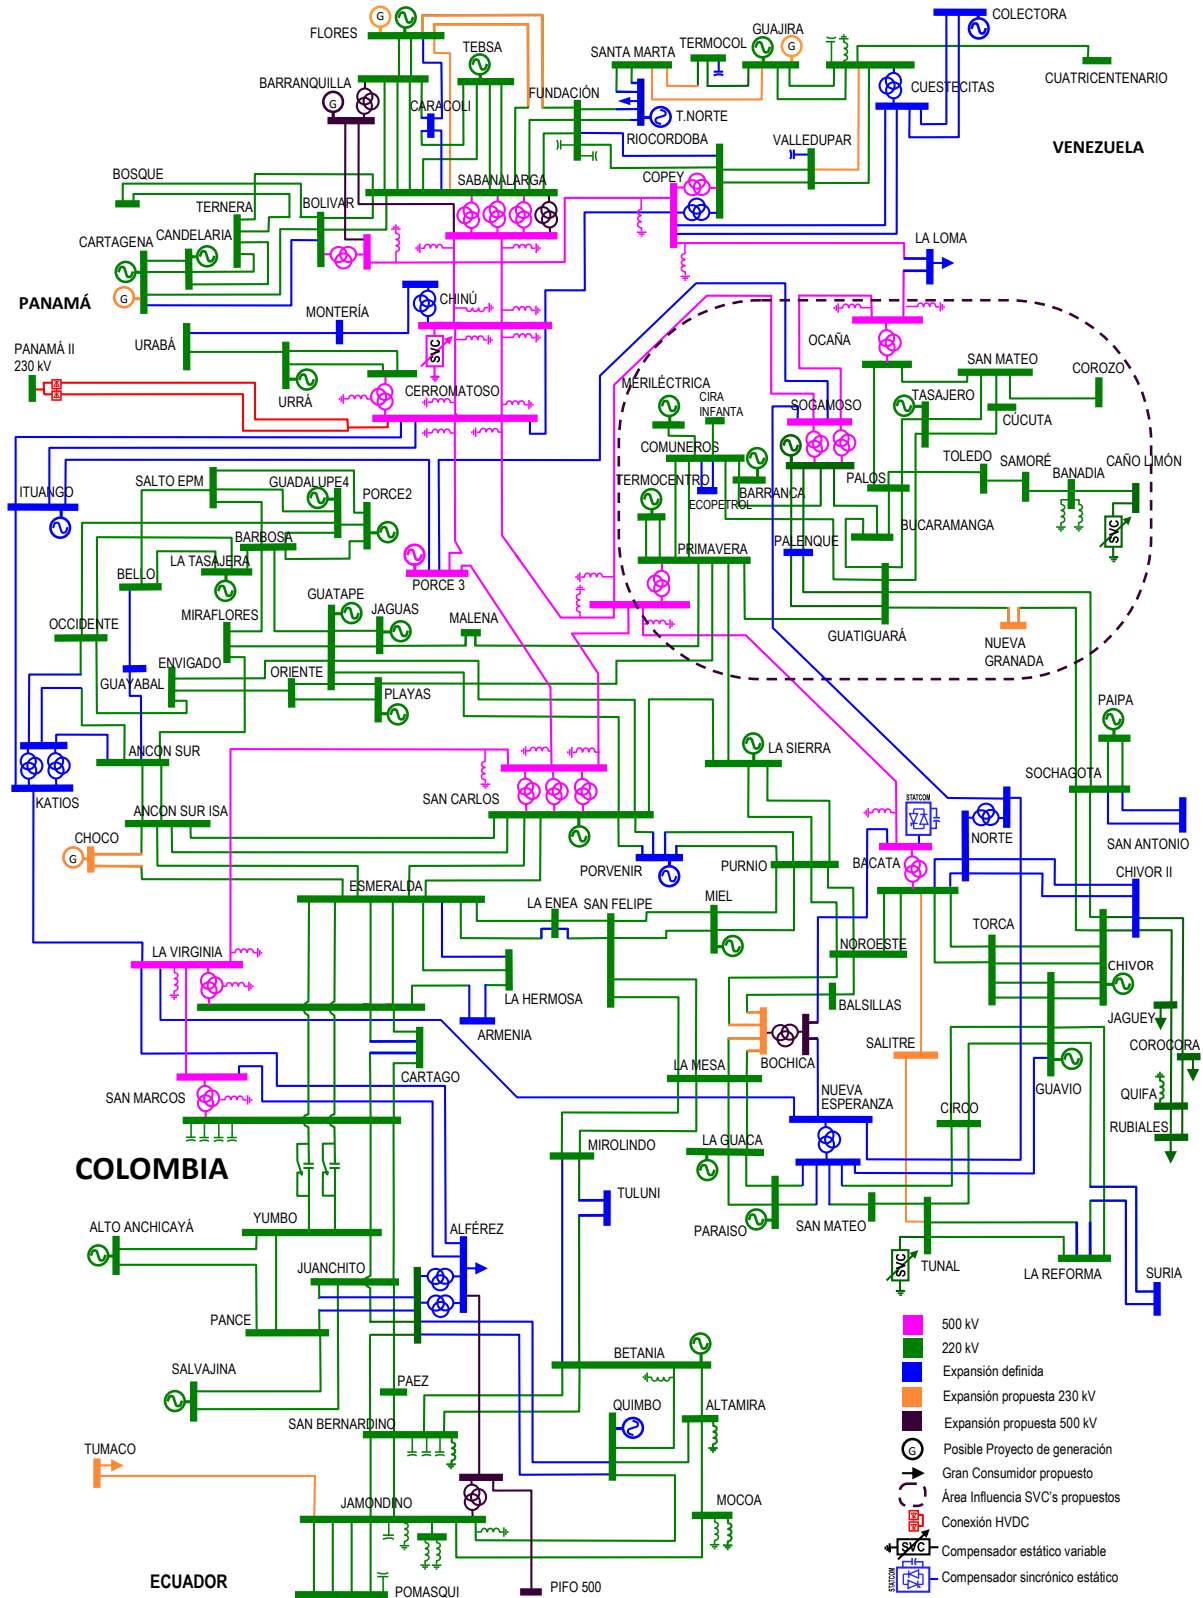 G
FLORES
TEBSA
BARRANQUILLA
G
CARACOLI
FUNDACIÓN
SANTA MARTA
TERMOCOL
GUAJIRA
G
COLECTORA
CUATRICENTENARIO
CUESTECITAS
T.NORTE
RIOCORDOBA
VALLEDUPAR
VENEZUELA
COPEY
SABANALARGA
BOSQUE
TERNERA
BOLIVAR
CANDELARIA
CARTAGENA
G
LA LOMA
PANAMÁ
CHINÚ
MONTERÍA
URABÁ
SVC
PANAMÁ II
230 kV
URRÁ
CERROMATOSO
OCAÑA
SAN MATEO
COROZO
TASAJERO
CÚCUTA
MERILÉCTRICA
CIRA
INFANTA
SOGAMOSO
COMUNEROS
TERMOCENTRO
BARRANCA
ECOPETROL
PALOS
TOLEDO
SAMORÉ
BANADIA
CAÑO LIMÓN
SVC
BUCARAMANGA
PALENQUE
PRIMAVERA
GUATIGUARÁ
NUEVA
GRANADA
ITUANGO
SALTO EPM
GUADALUPE4
PORCE2
BARBOSA
LA TASAJERA
BELLO
PORCE 3
MIRAFLORES
GUATAPE
JAGUAS
MALENA
OCCIDENTE
ENVIGADO
GUAYABAL
ORIENTE
PLAYAS
PAIPA
ANCON SUR
LA SIERRA
SOCHAGOTA
KATIOS
SAN CARLOS
STATCOM
NORTE
SAN ANTONIO
ANCON SUR ISA
CHOCO
G
PORVENIR
PURNIO
BACATA
CHIVOR II
ESMERALDA
LA ENEA
SAN FELIPE
MIEL
TORCA
NOROESTE
LA VIRGINIA
CHIVOR
LA HERMOSA
BALSILLAS
JAGUEY
ARMENIA
SALITRE
COROCORA
CARTAGO
LA MESA
BOCHICA
GUAVIO
SAN MARCOS
NUEVA
ESPERANZA
QUIFA
CIRCO
RUBIALES
MIROLINDO
LA GUACA
COLOMBIA
TULUNI
YUMBO
ALTO ANCHICAYÁ
ALFÉREZ
PARAISO
SAN MATEO
SVC
TUNAL
LA REFORMA
SURIA
JUANCHITO
PANCE
500 kV
220 kV
SALVAJINA
BETANIA
Expansión definida
PAEZ
QUIMBO
ALTAMIRA
Expansión propuesta 230 kV
SAN BERNARDINO
Expansión propuesta 500 kV
TUMACO
G
Posible Proyecto de generación
Gran Consumidor propuesto
JAMONDINO
MOCOA
Área Influencia SVC's propuestos
Conexión HVDC
SVC
Compensador estático variable
ECUADOR
POMASQUI
PIFO 500
STATCOM
Compensador sincrónico estático